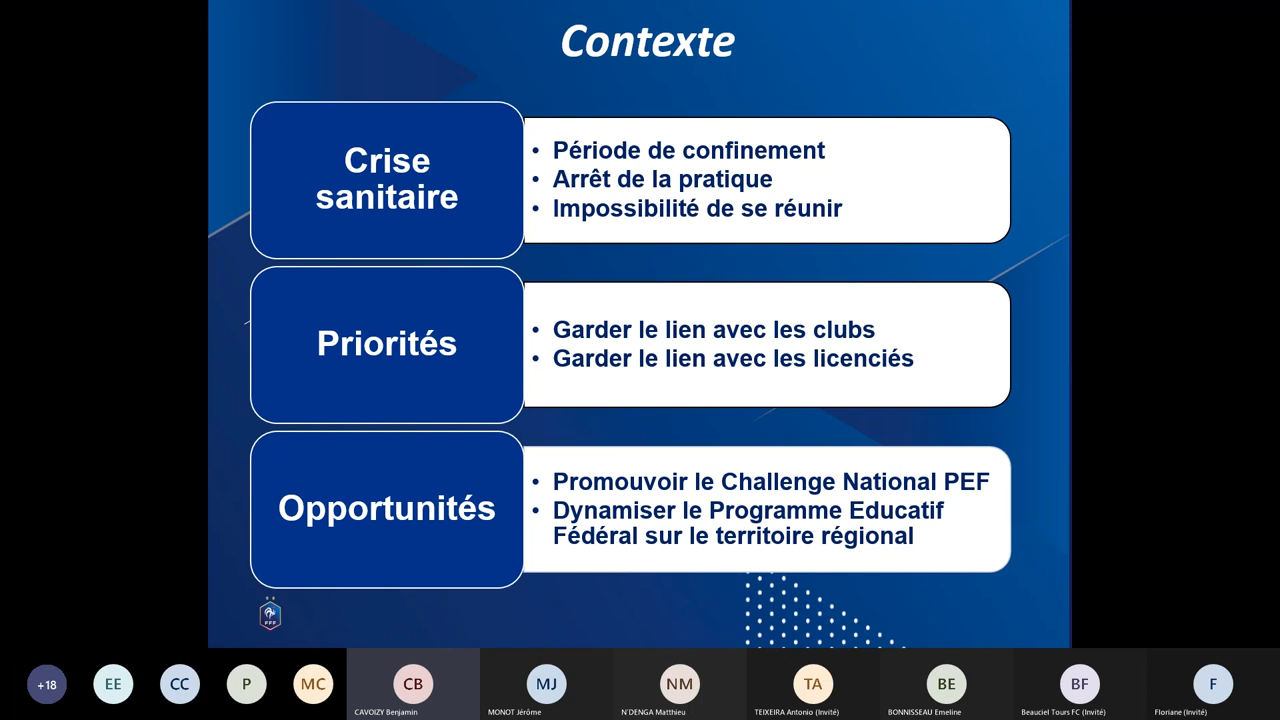 Contexte
Crise
sanitaire
• Période de confinement
• Arrêt de la pratique
• Impossibilité de se réunir
Priorités
• Garder le lien avec les clubs
• Garder le lien avec les licenciés
Opportunités
• Promouvoir le Challenge National PEF
• Dynamiser le Programme Educatif
Fédéral sur le territoire régional
FFF
+18
EE
CC
P
MC
CB
MJ
NM
TA
BE
BF
F
CAVOIZY Benjamin
MONOT Jérôme
N'DENGA Matthieu
TEIXEIRA Antonio (Invité)
BONNISSEAU Emeline
Beauciel Tours FC (Invité)
Floriane (Invité)